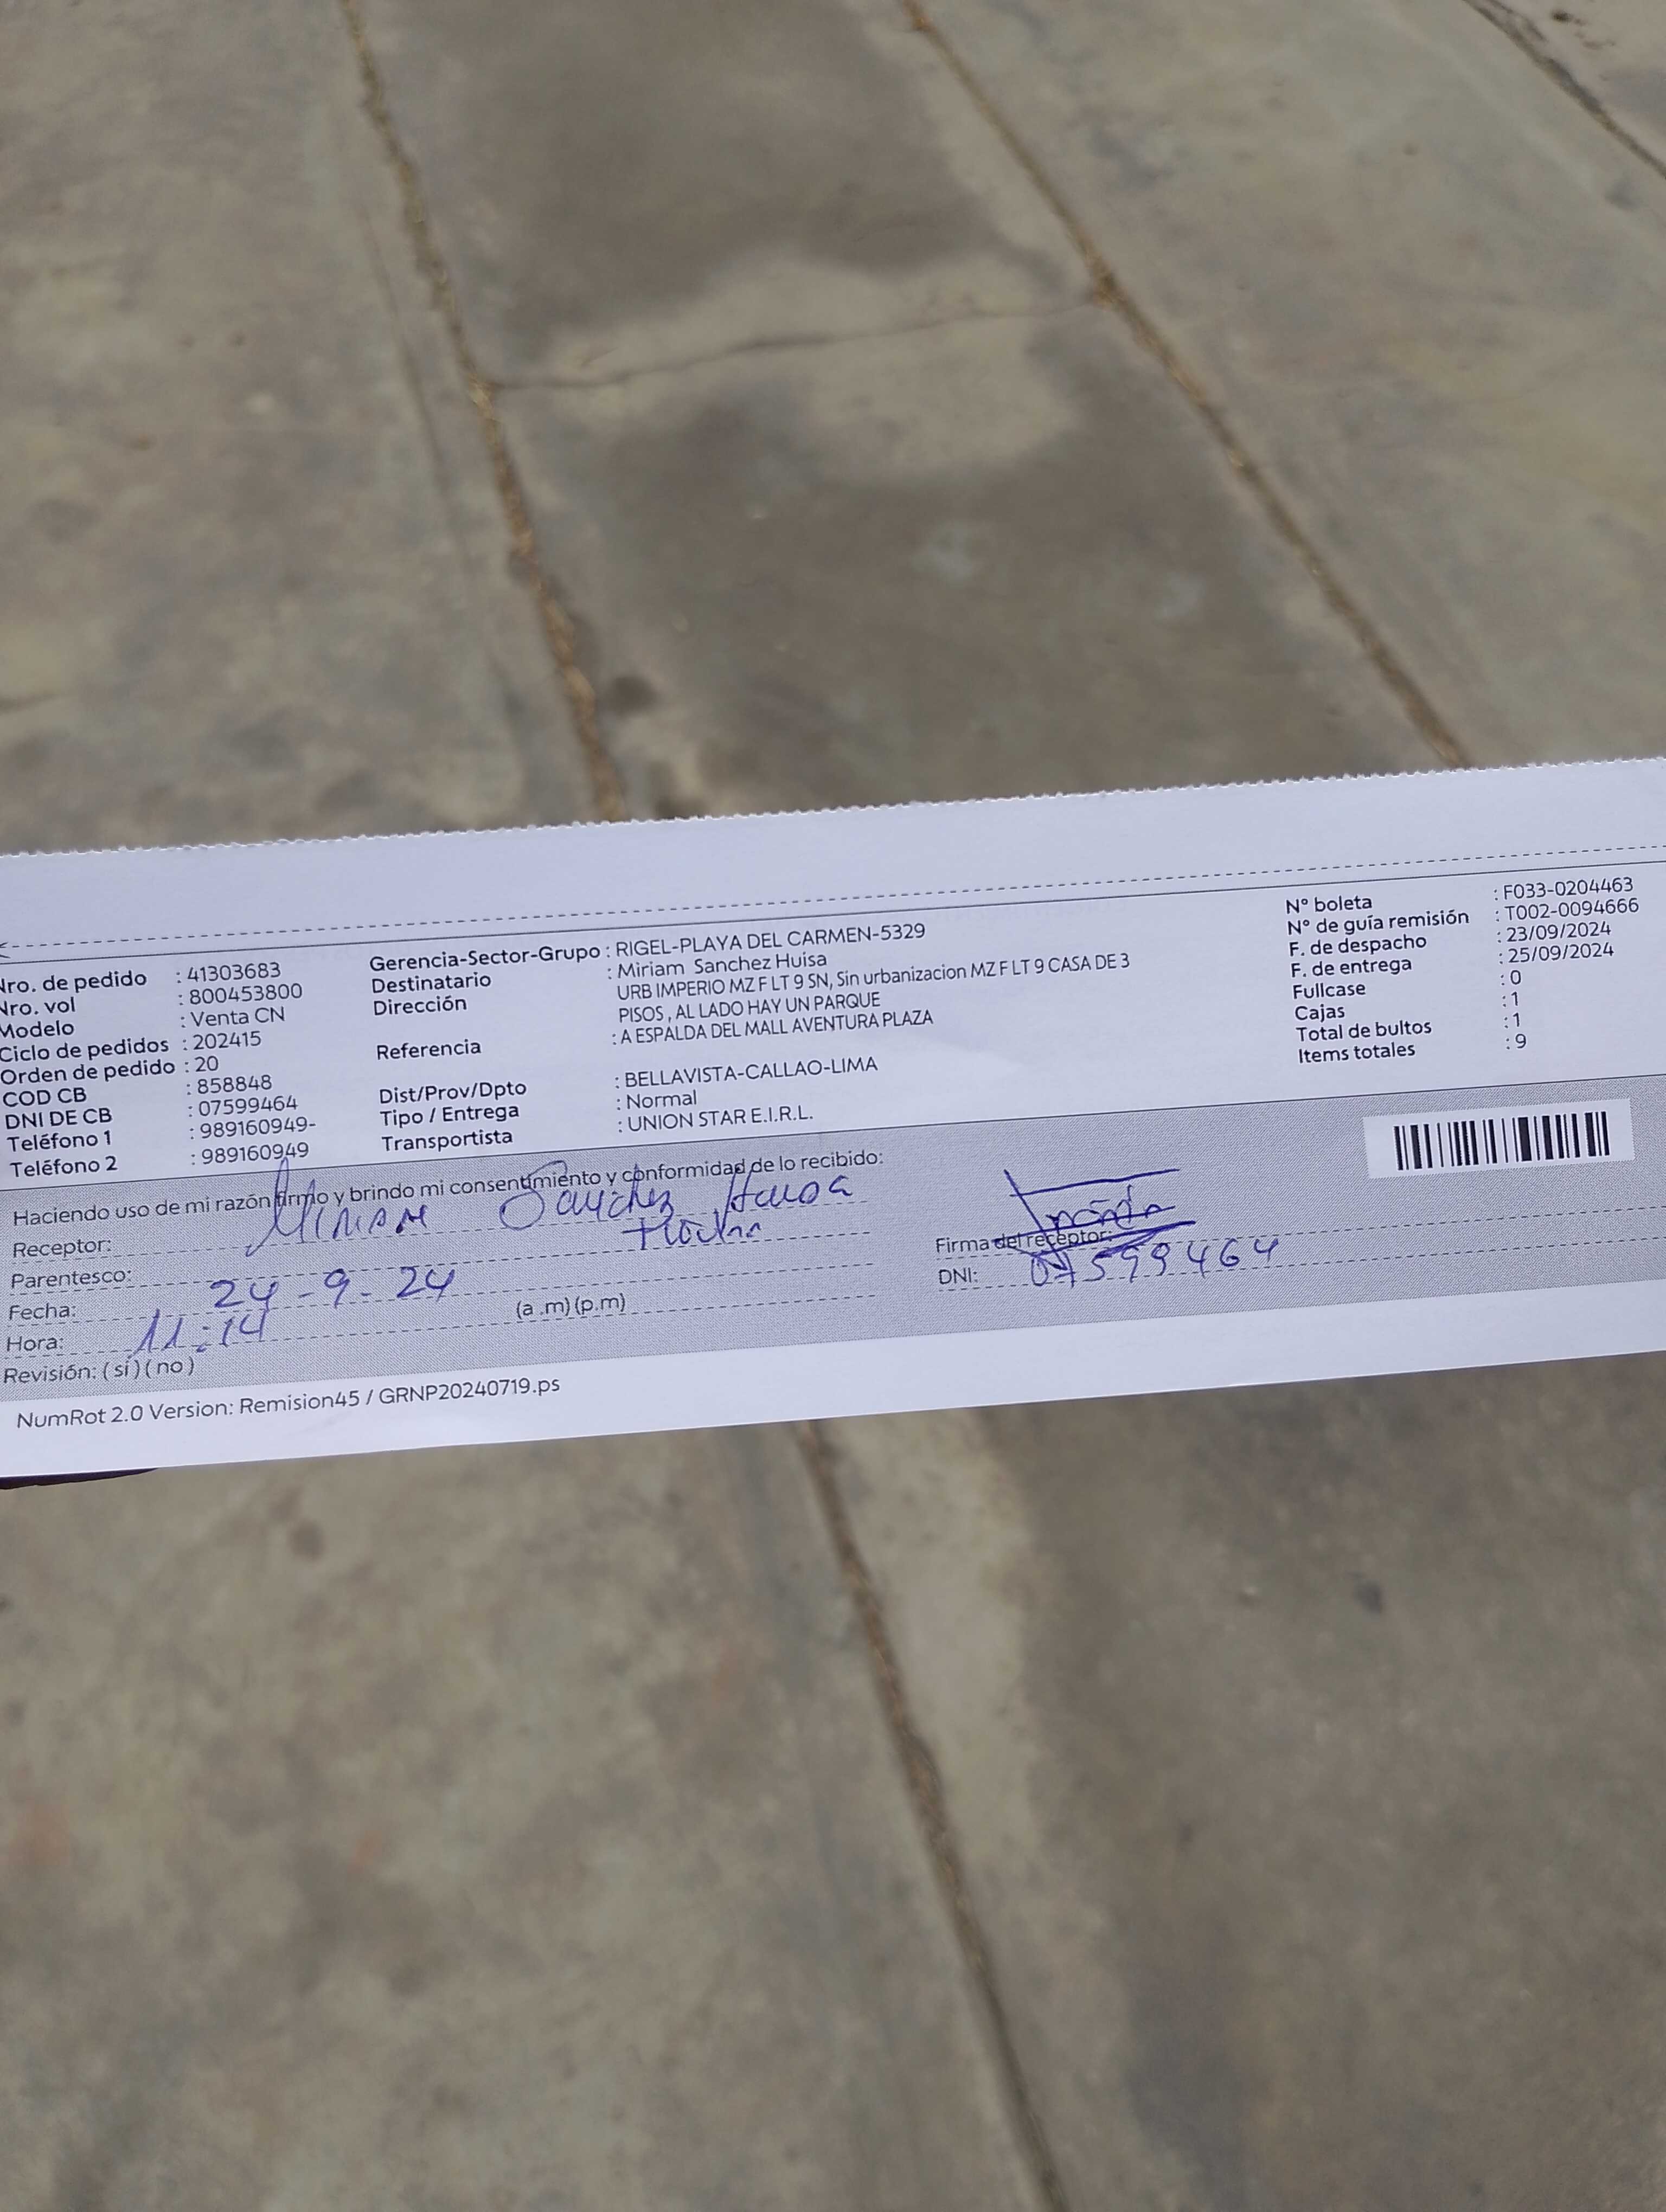 Nro. de pedido : 41303683
Nro. vol : 800453800
Modelo : Venta CN
Ciclo de pedidos : 202415
Orden de pedido : 20
COD CB : 858848
DNI DE CB : 07599464
Teléfono 1 : 989160949-
Teléfono 2 : 989160949
Gerencia-Sector-Grupo : RIGEL-PLAYA DEL CARMEN-5329
Destinatario : Miriam Sanchez Huisa
Dirección URB IMPERIO MZ F LT 9 SN, Sin urbanizacion MZ F LT 9 CASA DE 3
PISOS , AL LADO HAY UN PARQUE
Referencia : A ESPALDA DEL MALL AVENTURA PLAZA
Dist/Prov/Dpto : BELLAVISTA-CALLAO-LIMA
Tipo / Entrega : Normal
Transportista : UNION STAR E.I.R.L.
N° boleta : F033-0204463
N° de guía remisión : T002-0094666
F. de despacho : 23/09/2024
F. de entrega : 25/09/2024
Fullcase : 0
Cajas : 1
Total de bultos : 1
Items totales : 9
Haciendo uso de mi razón firmo y brindo mi consentimiento y conformidad de lo recibido:
Receptor: Miriam Sanchez
Parentesco:
Fecha: 24-9-24
Hora: 11:14 (a .m) (p.m)
Revisión: ( sí ) ( no )
Firma del receptor:
DNI: 07599464
NumRot 2.0 Version: Remision45 / GRNP20240719.ps